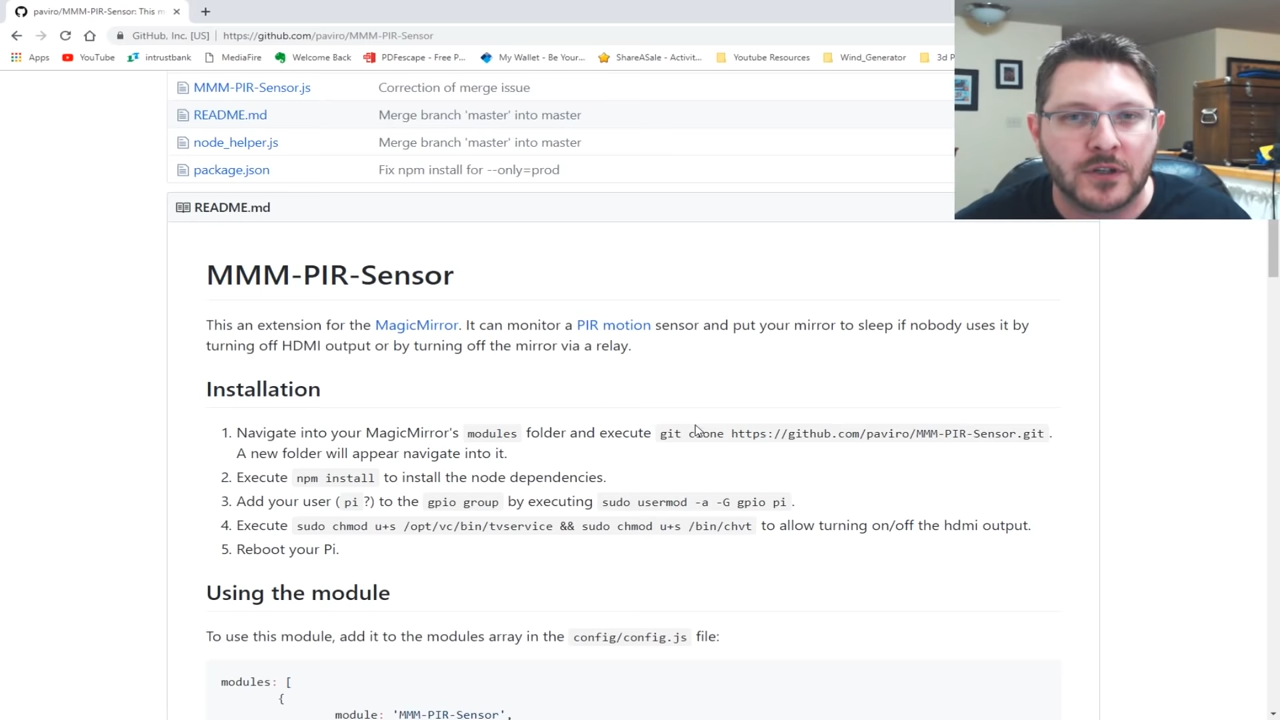 paviro/MMM-PIR-Sensor: This m
GitHub, Inc. [US] https://github.com/paviro/MMM-PIR-Sensor
Apps YouTube intrustbank MediaFire Welcome Back PDFescape - Free P... My Wallet - Be Your... ShareASale - Activit... Youtube Resources Wind_Generator 3d P
MMM-PIR-Sensor.js Correction of merge issue
README.md Merge branch 'master' into master
node_helper.js Merge branch 'master' into master
package.json Fix npm install for --only=prod
README.md
MMM-PIR-Sensor
This an extension for the MagicMirror. It can monitor a PIR motion sensor and put your mirror to sleep if nobody uses it by
turning off HDMI output or by turning off the mirror via a relay.
Installation
1. Navigate into your MagicMirror's modules folder and execute git clone https://github.com/paviro/MMM-PIR-Sensor.git .
A new folder will appear navigate into it.
2. Execute npm install to install the node dependencies.
3. Add your user ( pi ?) to the gpio group by executing sudo usermod -a -G gpio pi .
4. Execute sudo chmod u+s /opt/vc/bin/tvservice && sudo chmod u+s /bin/chvt to allow turning on/off the hdmi output.
5. Reboot your Pi.
Using the module
To use this module, add it to the modules array in the config/config.js file:
modules: [
{
module: 'MMM-PIR-Sensor',